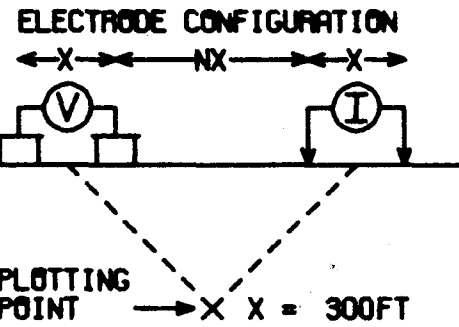 ELECTRODE CONFIGURATION
X NX X
V I
PLOTTING
POINT X X = 300FT